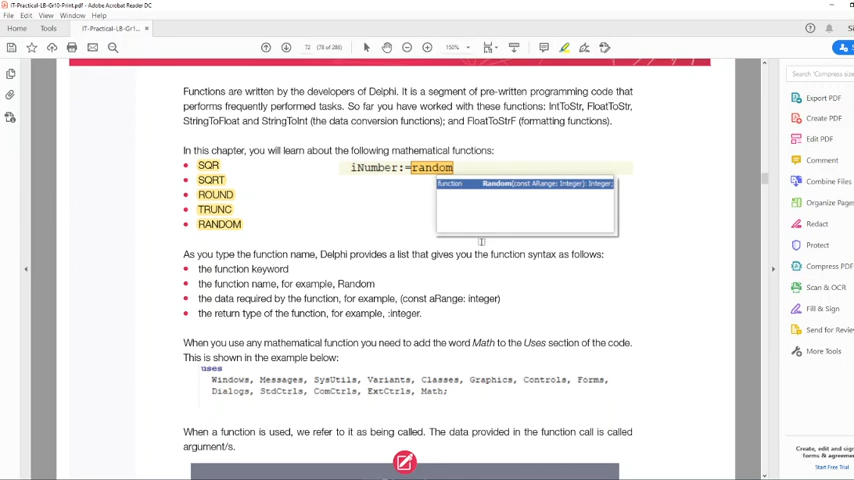 IT-Practical-LB-Gr10-Print.pdf - Adobe Acrobat Reader DC
File Edit View Window Help
Home Tools IT-Practical-LB-Gr1... ×
72 (78 of 288) 150%
Functions are written by the developers of Delphi. It is a segment of pre-written programming code that
performs frequently performed tasks. So far you have worked with these functions: IntToStr, FloatToStr,
StringToFloat and StringToInt (the data conversion functions); and FloatToStrF (formatting functions).
In this chapter, you will learn about the following mathematical functions:
• SQR
• SQRT
• ROUND
• TRUNC
• RANDOM
iNumber:=random
function Random(const ARange: Integer): Integer;
As you type the function name, Delphi provides a list that gives you the function syntax as follows:
• the function keyword
• the function name, for example, Random
• the data required by the function, for example, (const aRange: integer)
• the return type of the function, for example, :integer.
When you use any mathematical function you need to add the word Math to the Uses section of the code.
This is shown in the example below:
uses
Windows, Messages, SysUtils, Variants, Classes, Graphics, Controls, Forms,
Dialogs, StdCtrls, ComCtrls, ExtCtrls, Math;
When a function is used, we refer to it as being called. The data provided in the function call is called
argument/s.
Search 'Compress
Export PDF
Create PDF
Edit PDF
Comment
Combine Files
Organize Pages
Redact
Protect
Compress PDF
Scan & OCR
Fill & Sign
Send for Review
More Tools
Create, edit and sign
forms & agreements
Start Free Trial